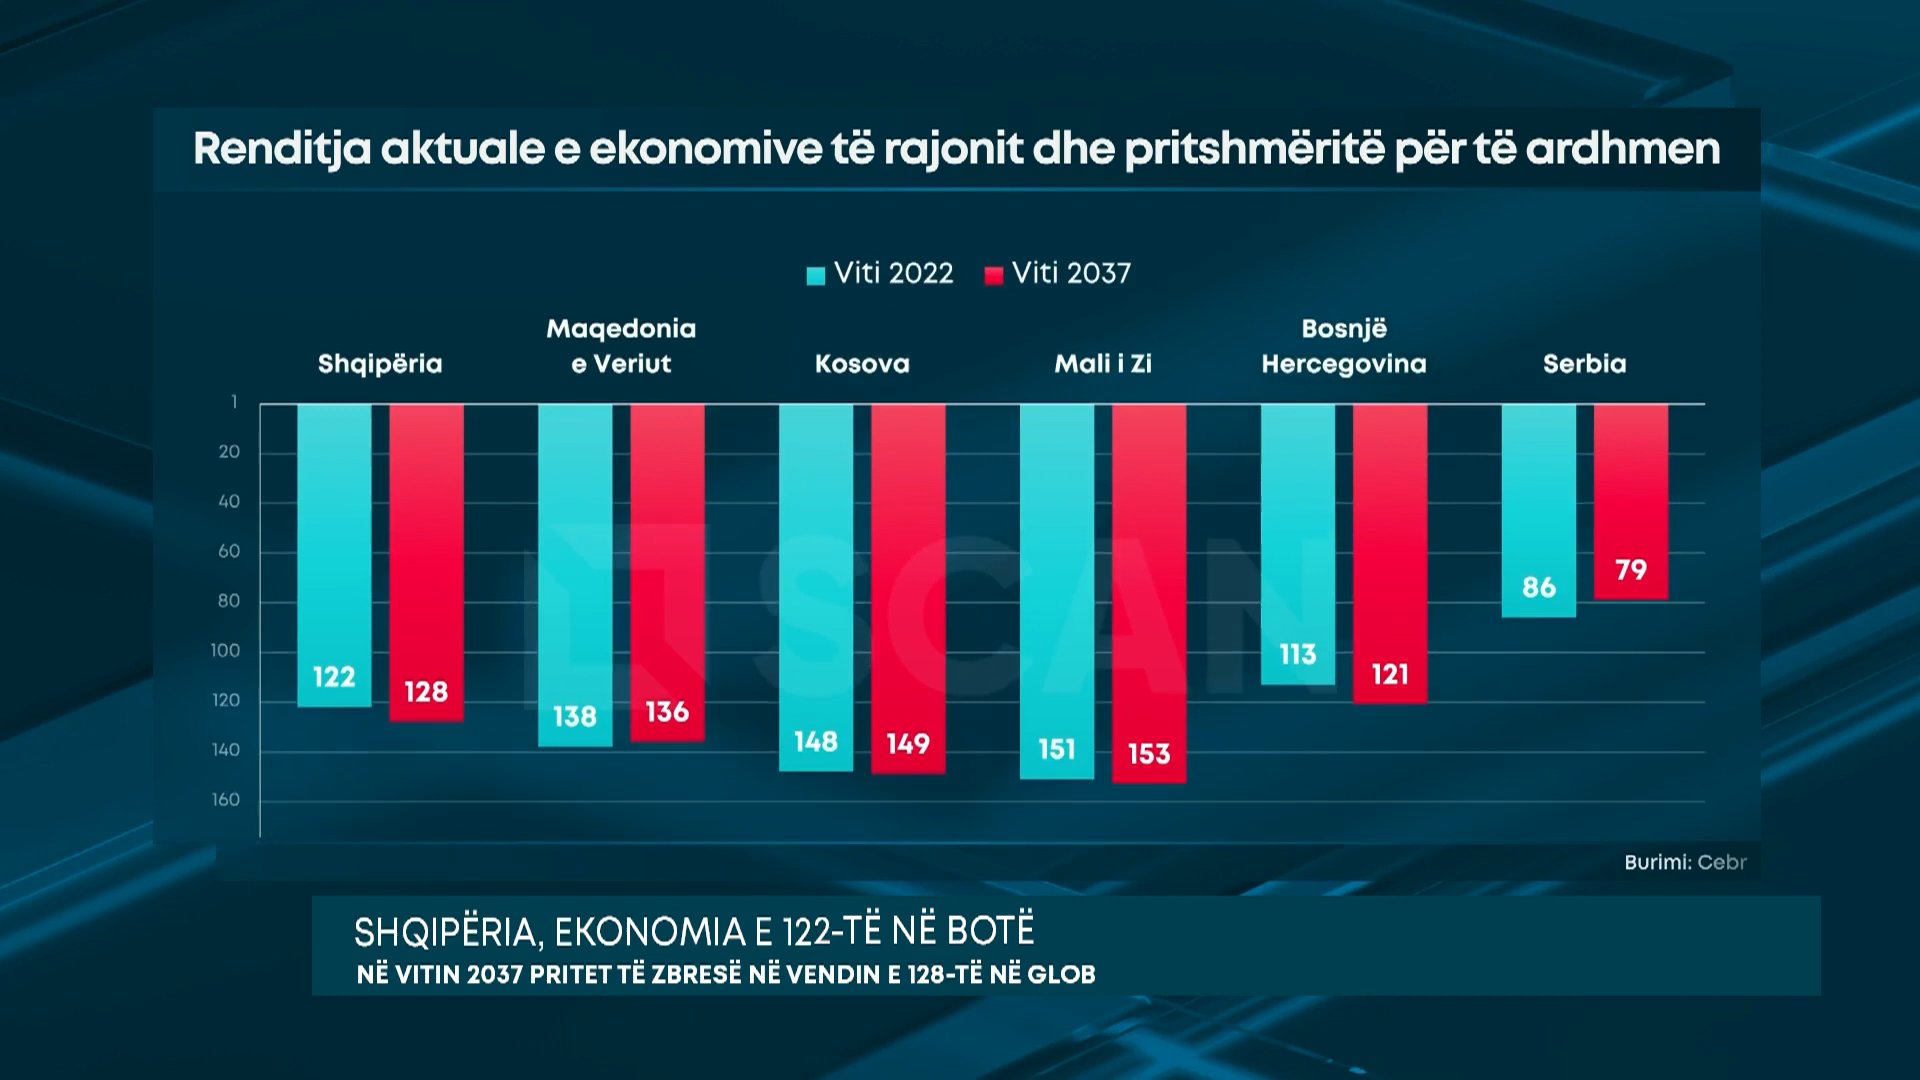 Renditja aktuale e ekonomive të rajonit dhe pritshmëritë për të ardhmen
Viti 2022 Viti 2037
Shqipëria
Maqedonia
e Veriut
Kosova
Mali i Zi
Bosnjë
Hercegovina
Serbia
1
20
40
60
80
100
120
140
160
122
128
138
136
148
149
151
153
113
121
86
79
SCAN
Burimi: Cebr
SHQIPËRIA, EKONOMIA E 122-TË NË BOTË
NË VITIN 2037 PRITET TË ZBRESË NË VENDIN E 128-TË NË GLOB